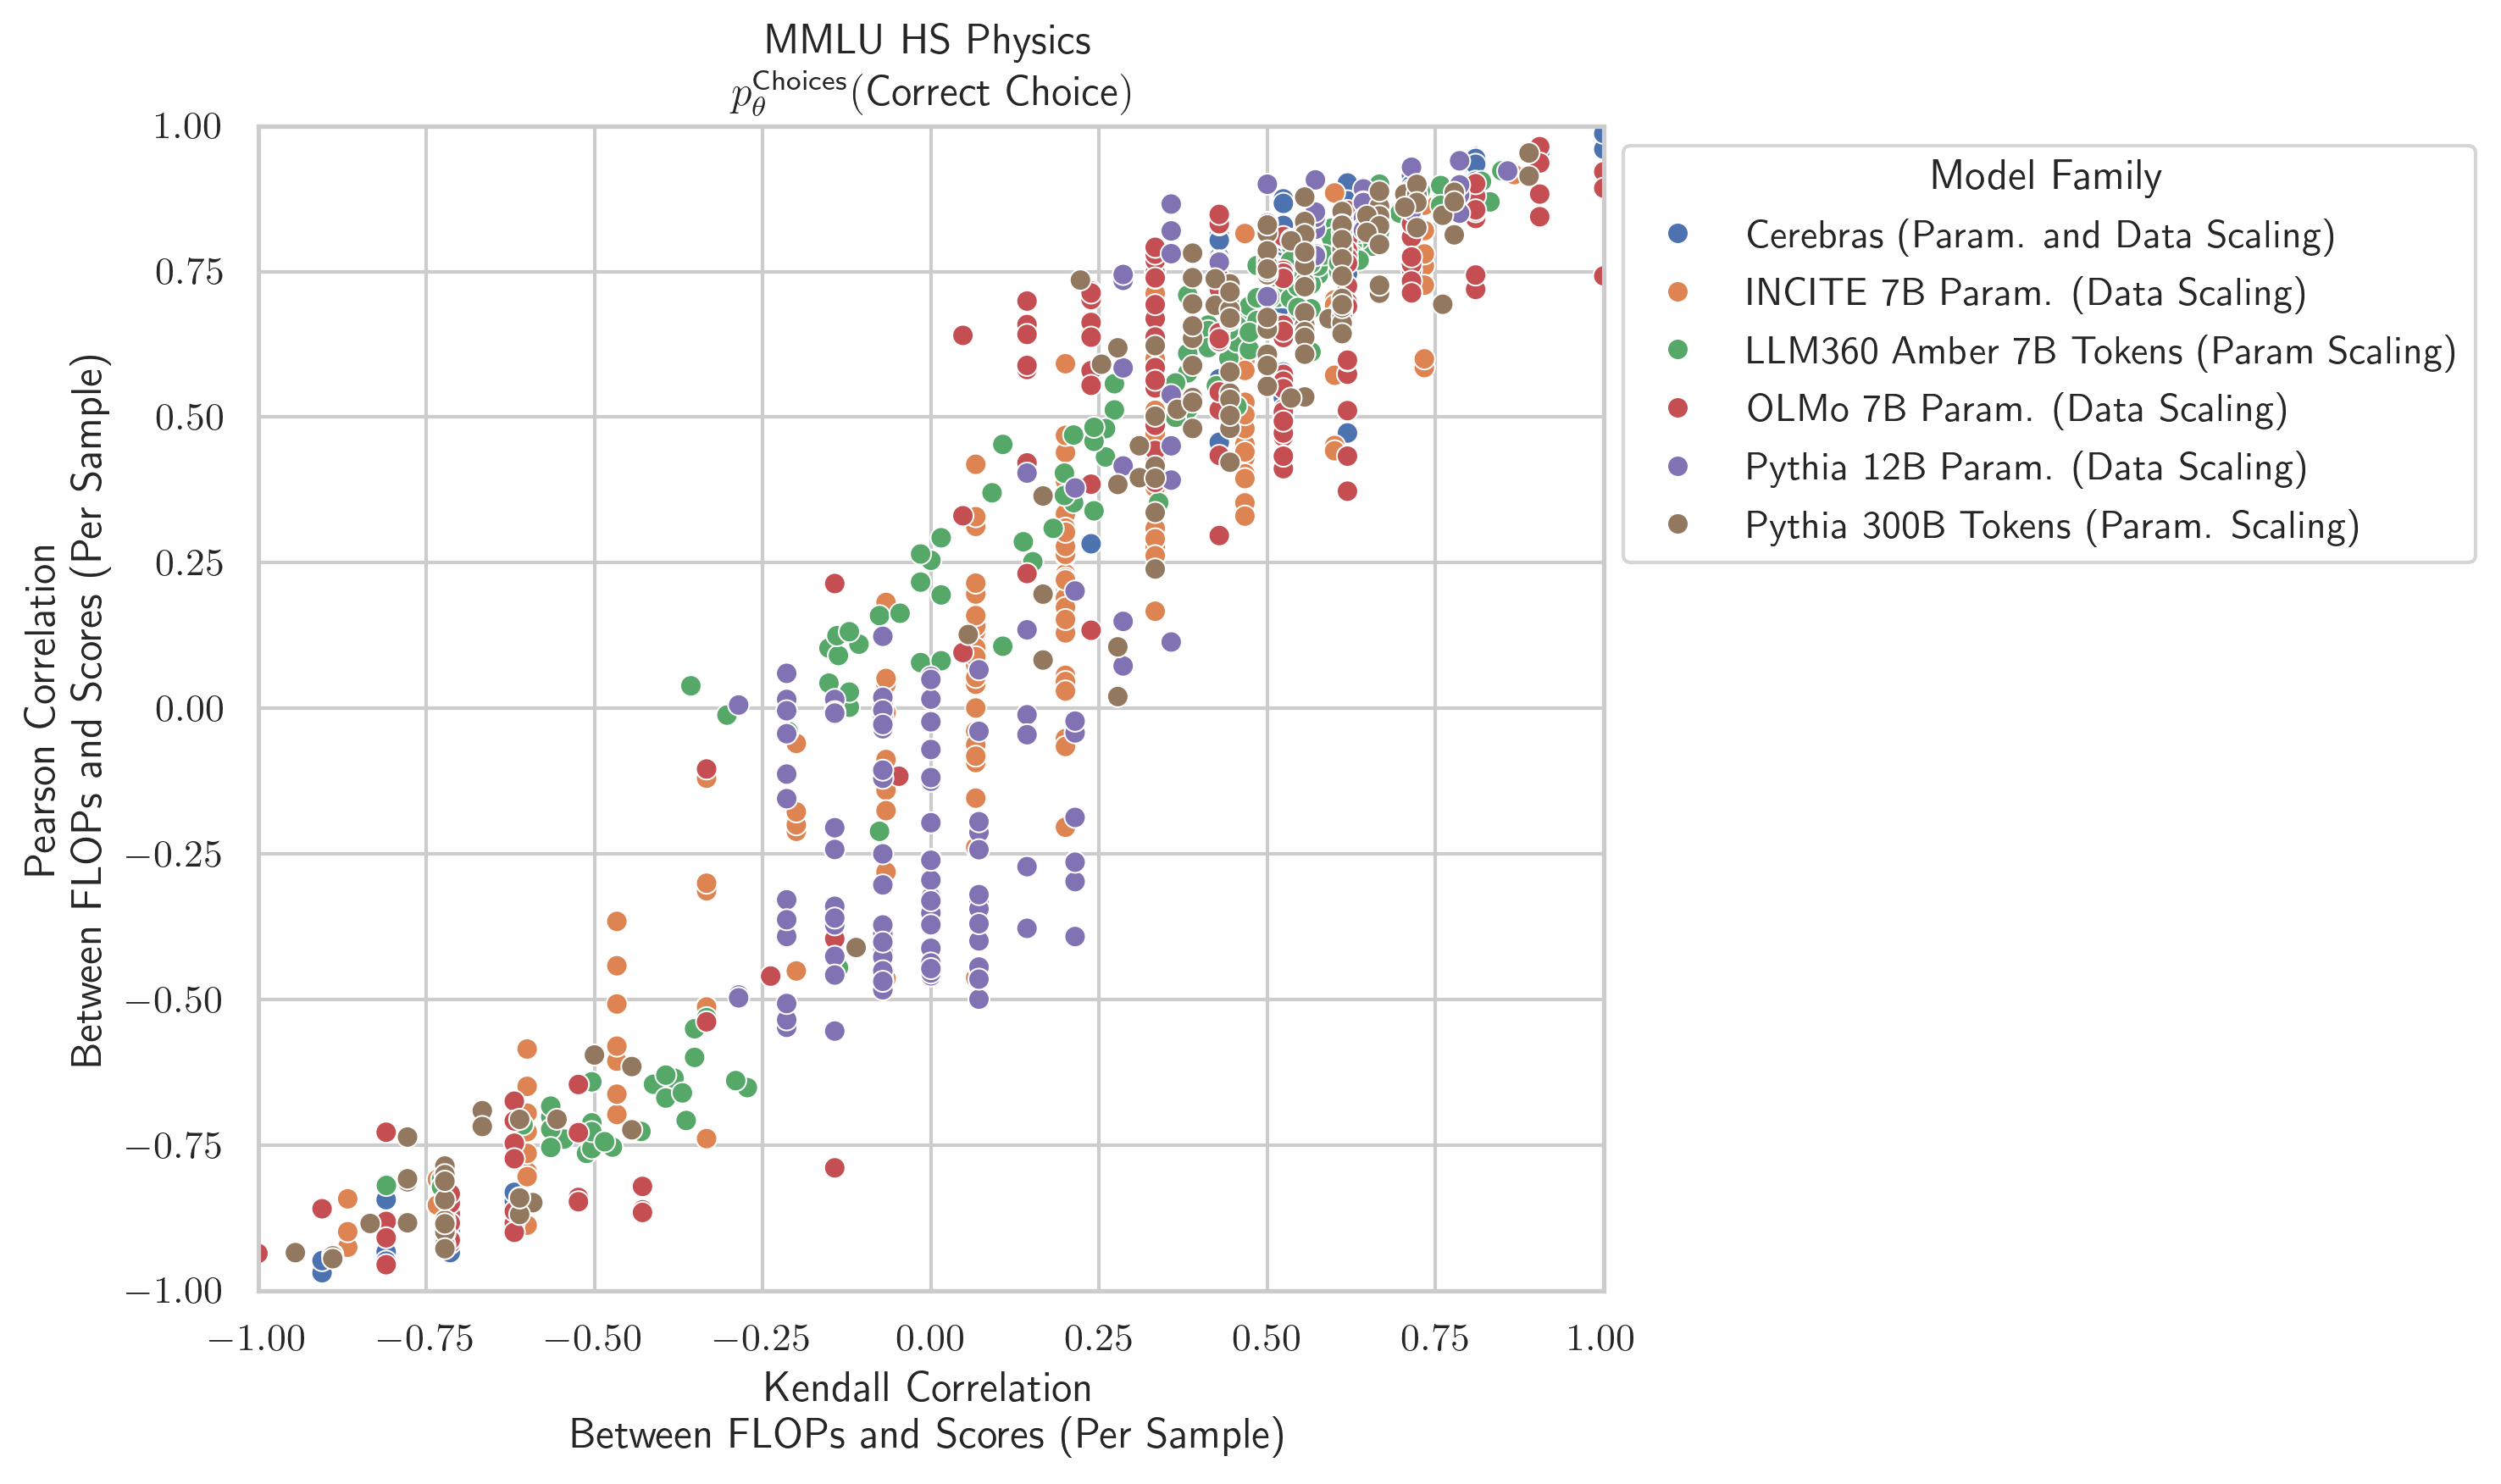 MMLU HS Physics
p_θ^Choices(Correct Choice)
1.00
0.75
0.50
0.25
0.00
−0.25
−0.50
−0.75
−1.00
Pearson Correlation
Between FLOPs and Scores (Per Sample)
−1.00 −0.75 −0.50 −0.25 0.00 0.25 0.50 0.75 1.00
Kendall Correlation
Between FLOPs and Scores (Per Sample)
Model Family
Cerebras (Param. and Data Scaling)
INCITE 7B Param. (Data Scaling)
LLM360 Amber 7B Tokens (Param Scaling)
OLMo 7B Param. (Data Scaling)
Pythia 12B Param. (Data Scaling)
Pythia 300B Tokens (Param. Scaling)